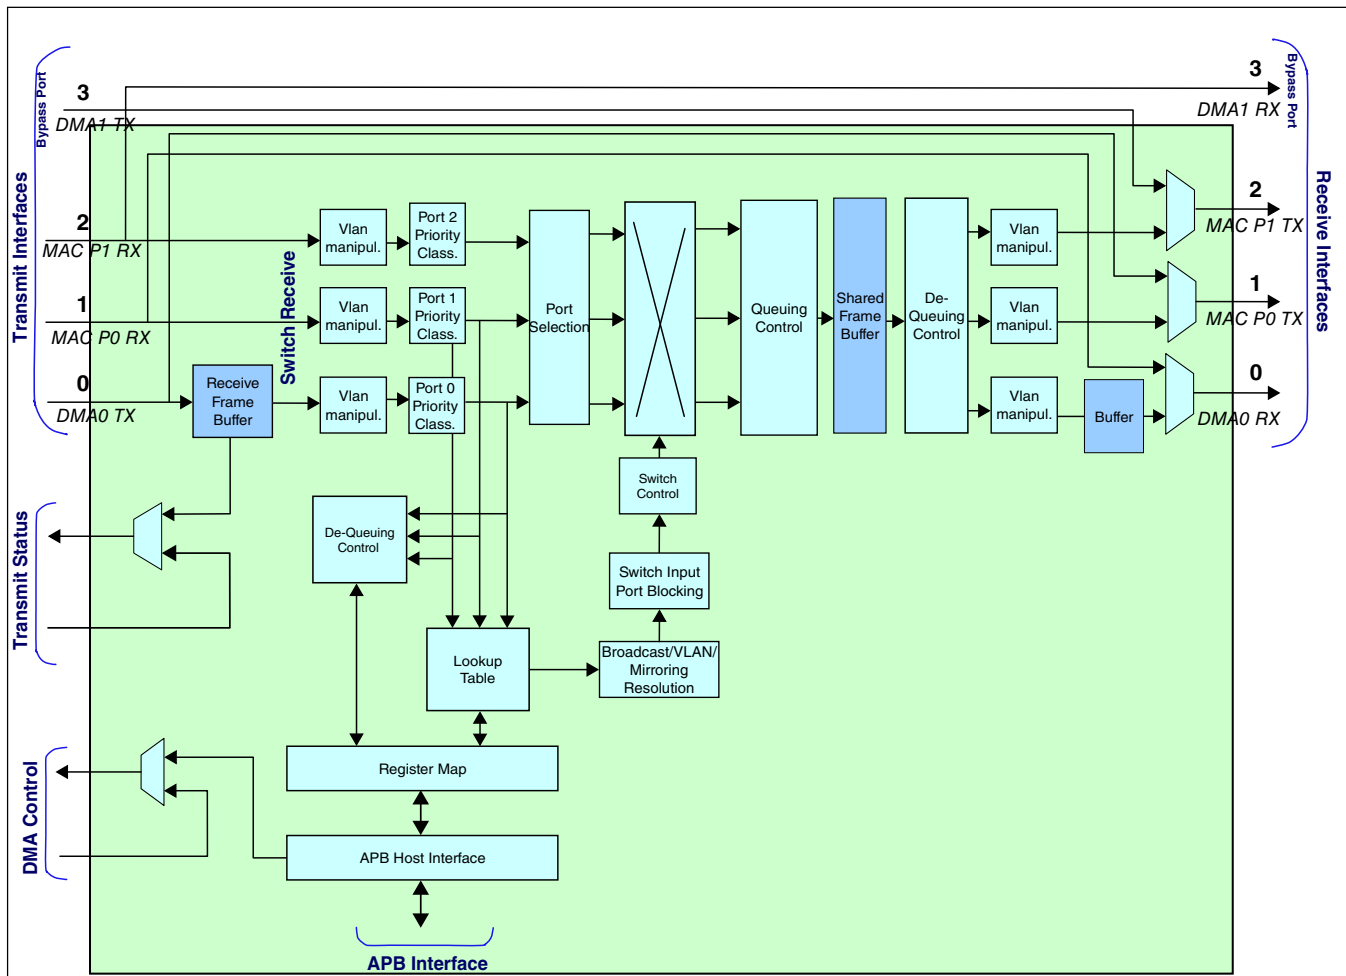 Bypass Port
3
DMA1 TX
3
DMA1 RX
Bypass Port
Transmit Interfaces
2
MAC P1 RX
1
MAC P0 RX
0
DMA0 TX
Switch Receive
Receive
Frame
Buffer
Vlan
manipul.
Port 2
Priority
Class.
Vlan
manipul.
Port 1
Priority
Class.
Vlan
manipul.
Port 0
Priority
Class.
Port
Selection
Queuing
Control
Shared
Frame
Buffer
De-
Queuing
Control
Vlan
manipul.
Vlan
manipul.
Vlan
manipul.
Buffer
2
MAC P1 TX
1
MAC P0 TX
0
DMA0 RX
Receive Interfaces
Switch
Control
Transmit Status
De-Queuing
Control
Switch Input
Port Blocking
Lookup
Table
Broadcast/VLAN/
Mirroring
Resolution
DMA Control
Register Map
APB Host Interface
APB Interface